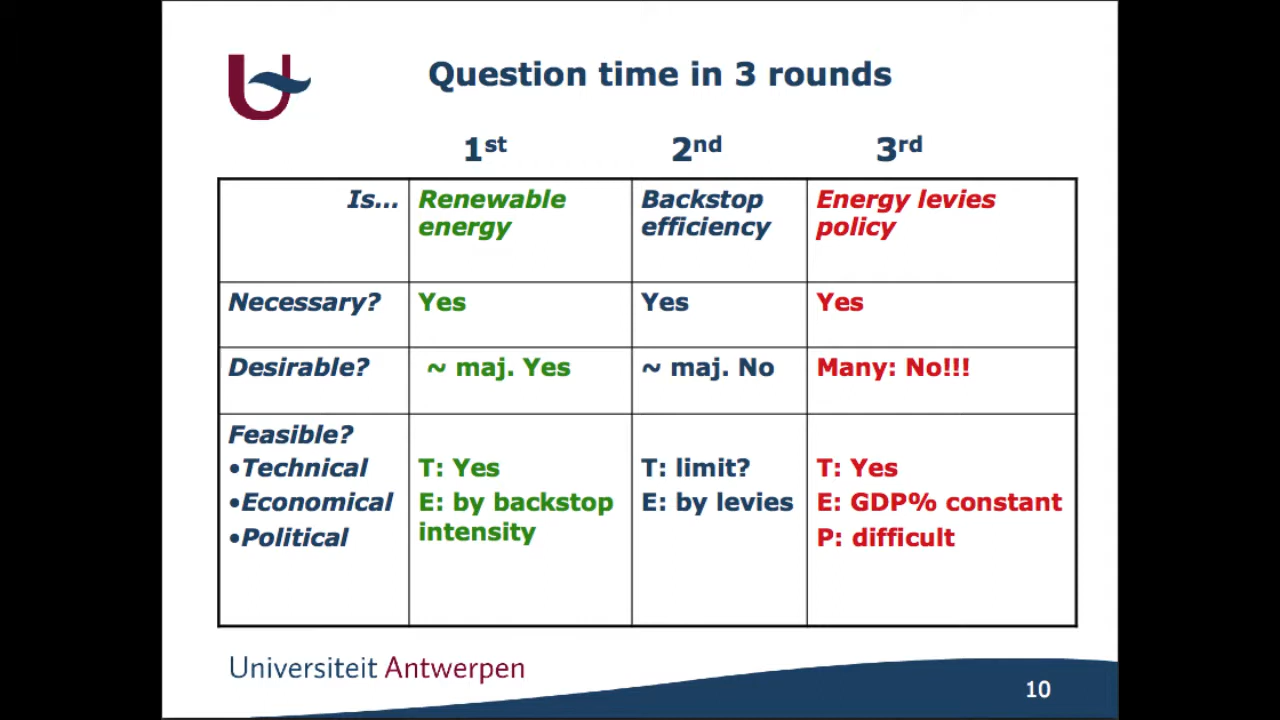 Question time in 3 rounds
1st 2nd 3rd
Is... Renewable energy Backstop efficiency Energy levies policy
Necessary? Yes Yes Yes
Desirable? ~ maj. Yes ~ maj. No Many: No!!!
Feasible?
•Technical T: Yes T: limit? T: Yes
•Economical E: by backstop intensity E: by levies E: GDP% constant
•Political P: difficult
Universiteit Antwerpen
10